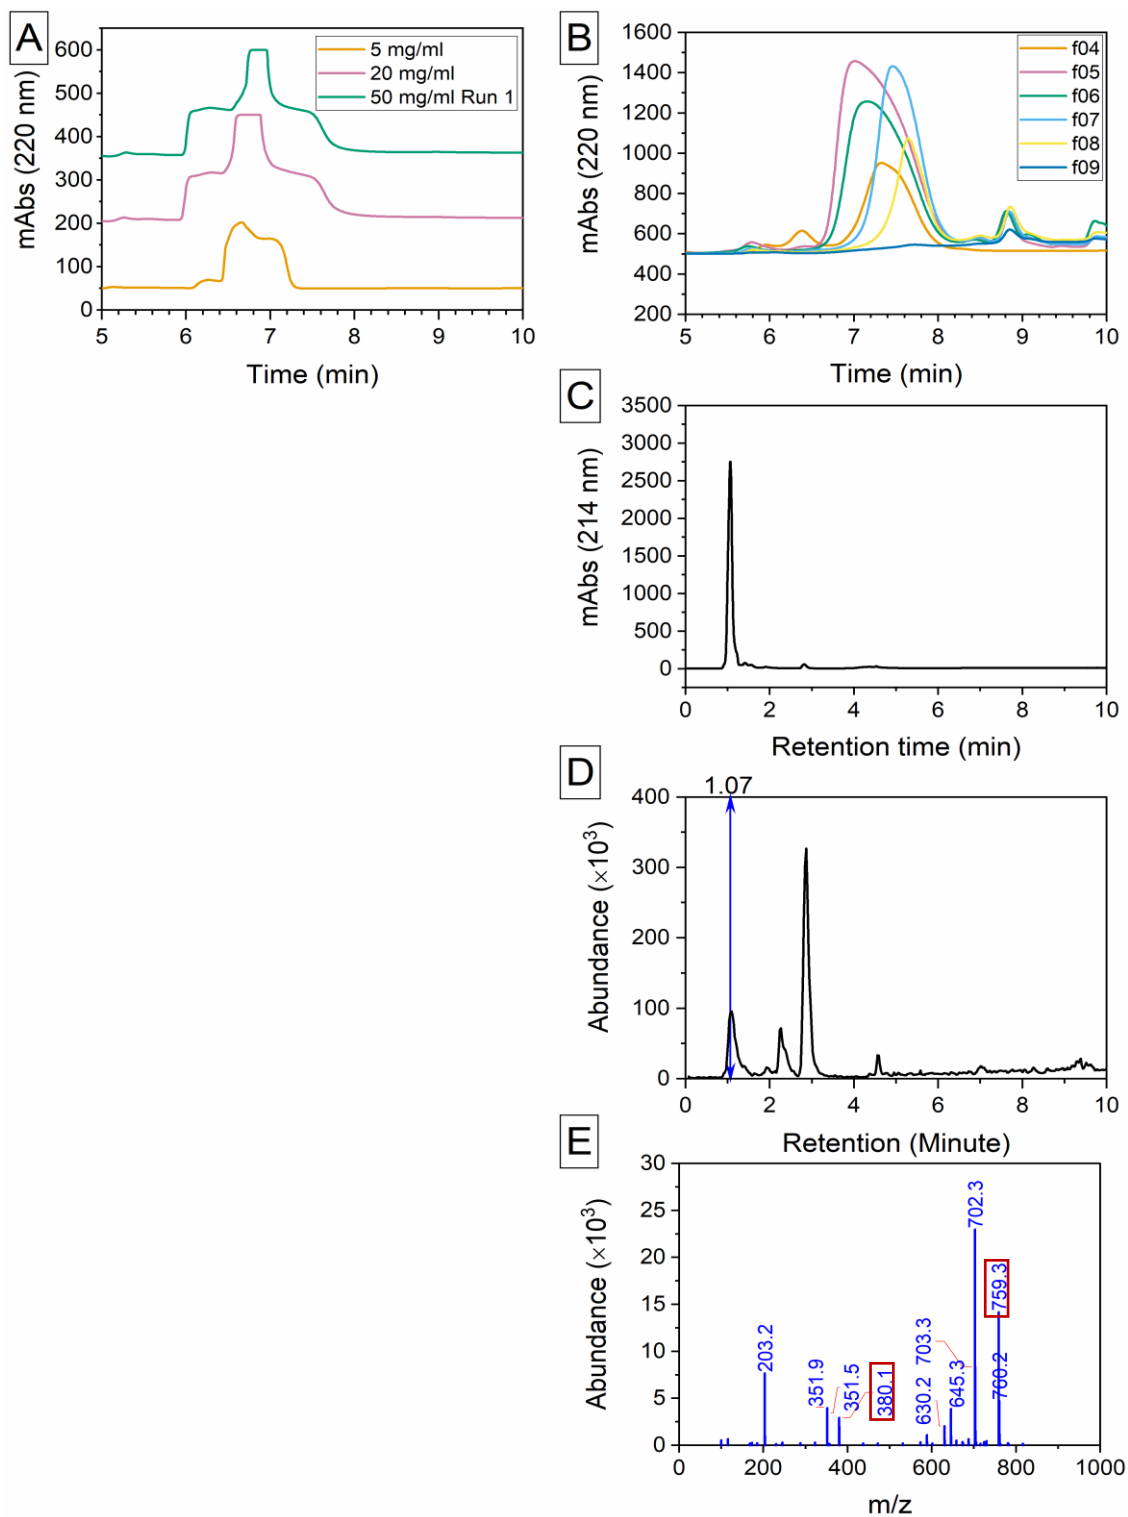 A
mAbs (220 nm)
600
500
400
300
200
100
0
5 mg/ml
20 mg/ml
50 mg/ml Run 1
5 6 7 8 9 10
Time (min)
B
mAbs (220 nm)
1600
1400
1200
1000
800
600
400
200
f04
f05
f06
f07
f08
f09
5 6 7 8 9 10
Time (min)
C
mAbs (214 nm)
3500
3000
2500
2000
1500
1000
500
0
0 2 4 6 8 10
Retention time (min)
D
1.07
Abundance (×10³)
400
300
200
100
0
0 2 4 6 8 10
Retention (Minute)
E
Abundance (×10³)
30
25
20
15
10
5
0
203.2
351.9
351.5
380.1
630.2
703.3
645.3
702.3
759.3
760.2
0 200 400 600 800 1000
m/z